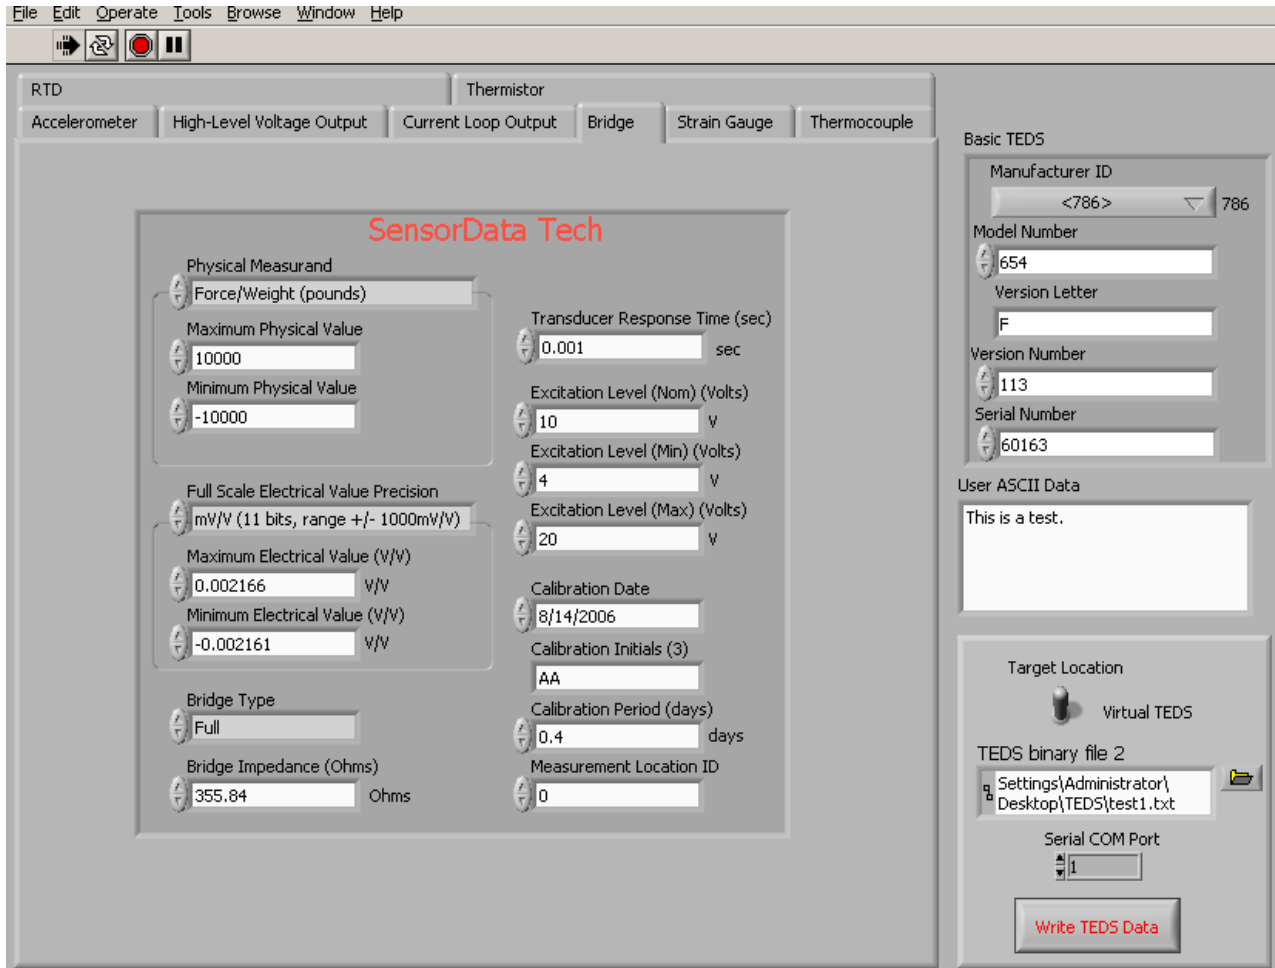 File Edit Operate Tools Browse Window Help
RTD Thermistor
Accelerometer High-Level Voltage Output Current Loop Output Bridge Strain Gauge Thermocouple
SensorData Tech
Physical Measurand
Force/Weight (pounds)
Maximum Physical Value
10000
Minimum Physical Value
-10000
Full Scale Electrical Value Precision
mV/V (11 bits, range +/- 1000mV/V)
Maximum Electrical Value (V/V)
0.002166 V/V
Minimum Electrical Value (V/V)
-0.002161 V/V
Bridge Type
Full
Bridge Impedance (Ohms)
355.84 Ohms
Transducer Response Time (sec)
0.001 sec
Excitation Level (Nom) (Volts)
10 V
Excitation Level (Min) (Volts)
4 V
Excitation Level (Max) (Volts)
20 V
Calibration Date
8/14/2006
Calibration Initials (3)
AA
Calibration Period (days)
0.4 days
Measurement Location ID
0
Basic TEDS
Manufacturer ID
<786> 786
Model Number
654
Version Letter
F
Version Number
113
Serial Number
60163
User ASCII Data
This is a test.
Target Location
Virtual TEDS
TEDS binary file 2
Settings\Administrator\
Desktop\TEDS\test1.txt
Serial COM Port
1
Write TEDS Data